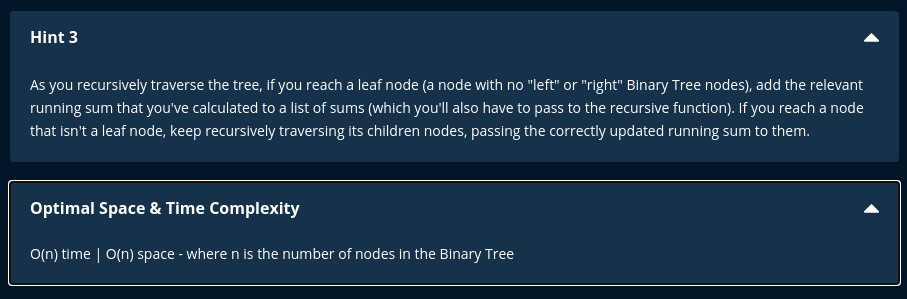 Hint 3
As you recursively traverse the tree, if you reach a leaf node (a node with no "left" or "right" Binary Tree nodes), add the relevant
running sum that you've calculated to a list of sums (which you'll also have to pass to the recursive function). If you reach a node
that isn't a leaf node, keep recursively traversing its children nodes, passing the correctly updated running sum to them.
Optimal Space & Time Complexity
O(n) time | O(n) space - where n is the number of nodes in the Binary Tree